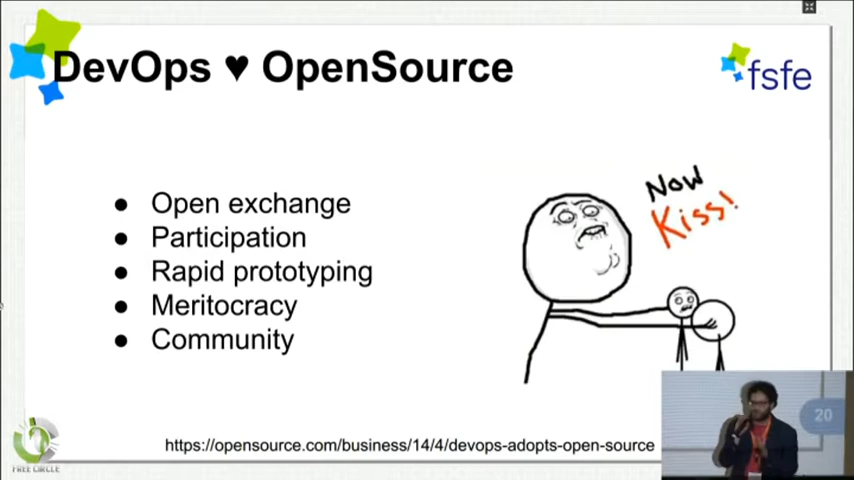 DevOps ♥ OpenSource
fsfe
● Open exchange
● Participation
● Rapid prototyping
● Meritocracy
● Community
Now
Kiss!
20
https://opensource.com/business/14/4/devops-adopts-open-source
FREE CIRCLE